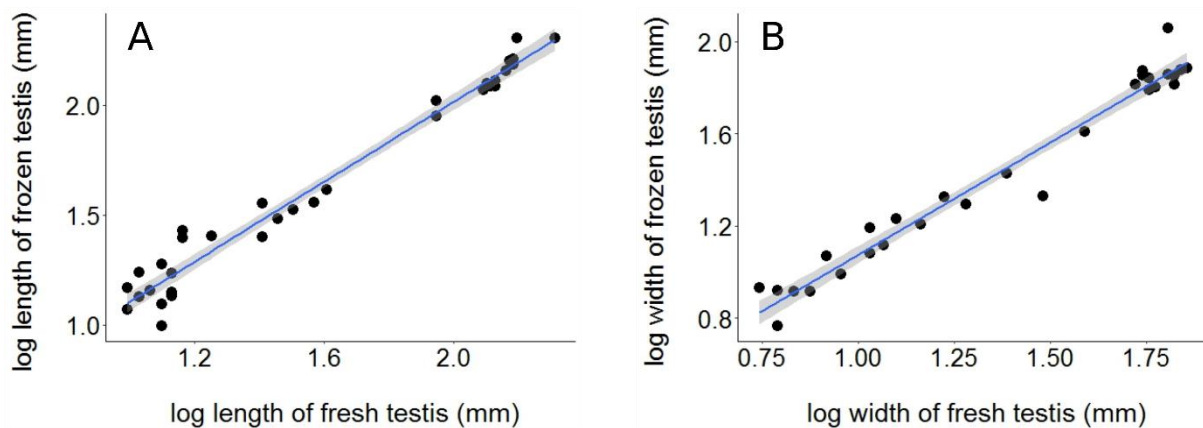 A
log length of frozen testis (mm)
2.0
1.5
1.0
1.2
1.6
2.0
log length of fresh testis (mm)
B
log width of frozen testis (mm)
2.0
1.6
1.2
0.8
0.75
1.00
1.25
1.50
1.75
log width of fresh testis (mm)